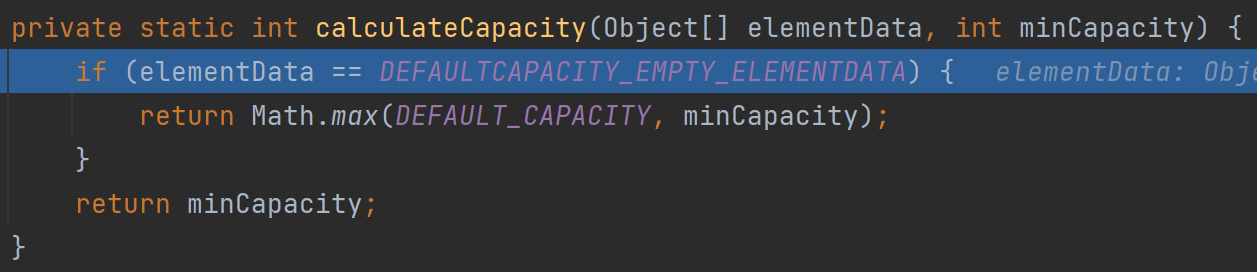 private static int calculateCapacity(Object[] elementData, int minCapacity) {
if (elementData == DEFAULTCAPACITY_EMPTY_ELEMENTDATA) { elementData:
return Math.max(DEFAULT_CAPACITY, minCapacity);
}
return minCapacity;
}